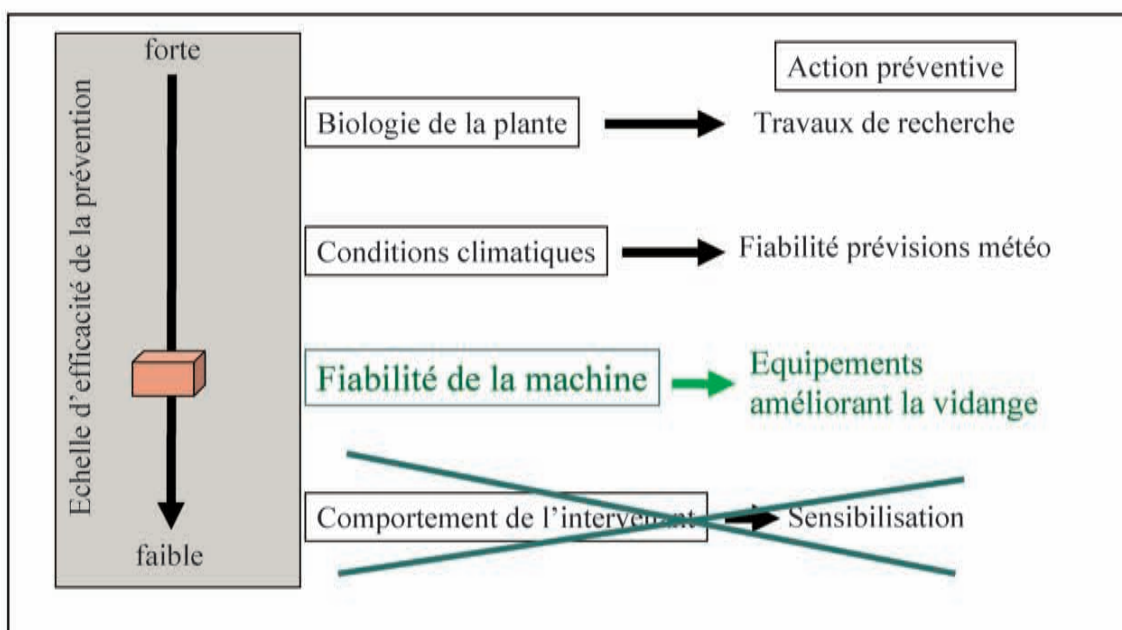 forte
Echelle d'efficacité de la prévention
faible
Action préventive
Biologie de la plante
Travaux de recherche
Conditions climatiques
Fiabilité prévisions météo
Fiabilité de la machine
Equipements
améliorant la vidange
Comportement de l'intervenant
Sensibilisation